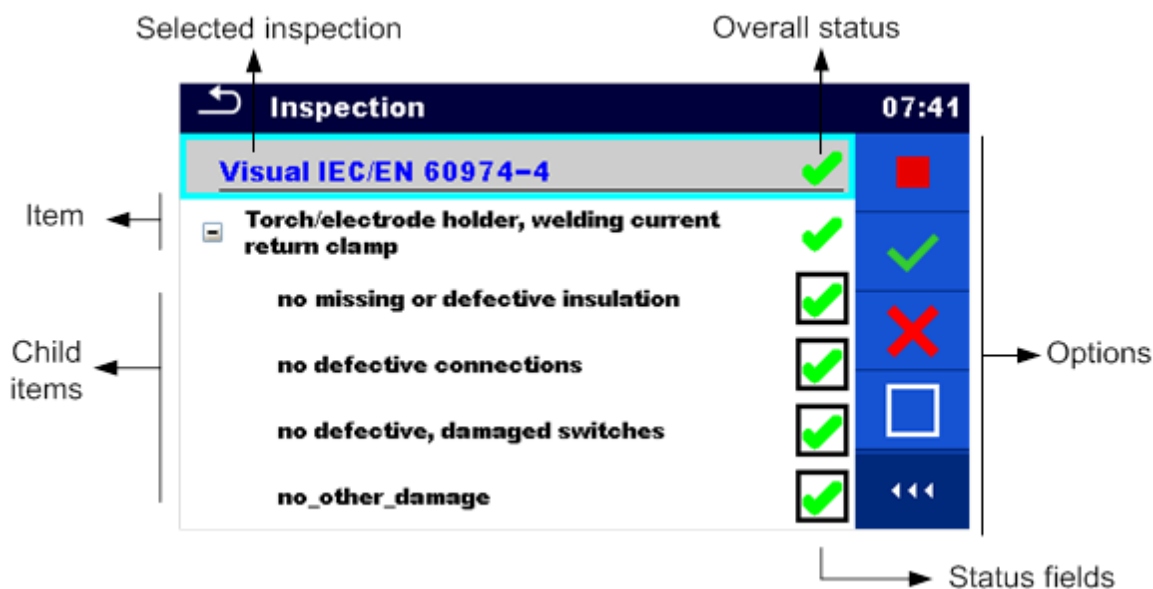 Selected inspection
Overall status
Inspection
07:41
Visual IEC/EN 60974-4
Item
Torch/electrode holder, welding current
return clamp
no missing or defective insulation
Child
items
no defective connections
Options
no defective, damaged switches
no_other_damage
Status fields